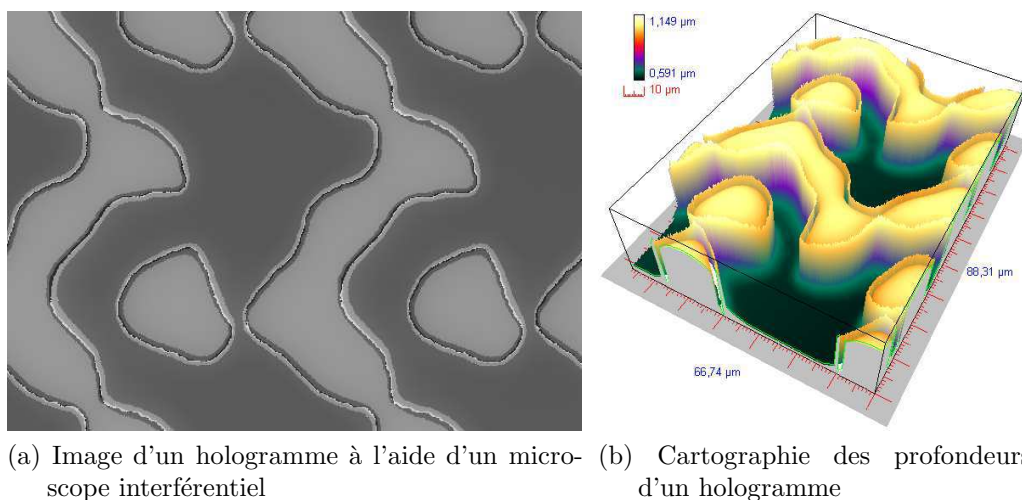 1,149 µm
0,591 µm
10 µm
88,31 µm
66,74 µm
(a) Image d'un hologramme à l'aide d'un micro-
scope interférentiel
(b) Cartographie des profondeurs
d'un hologramme